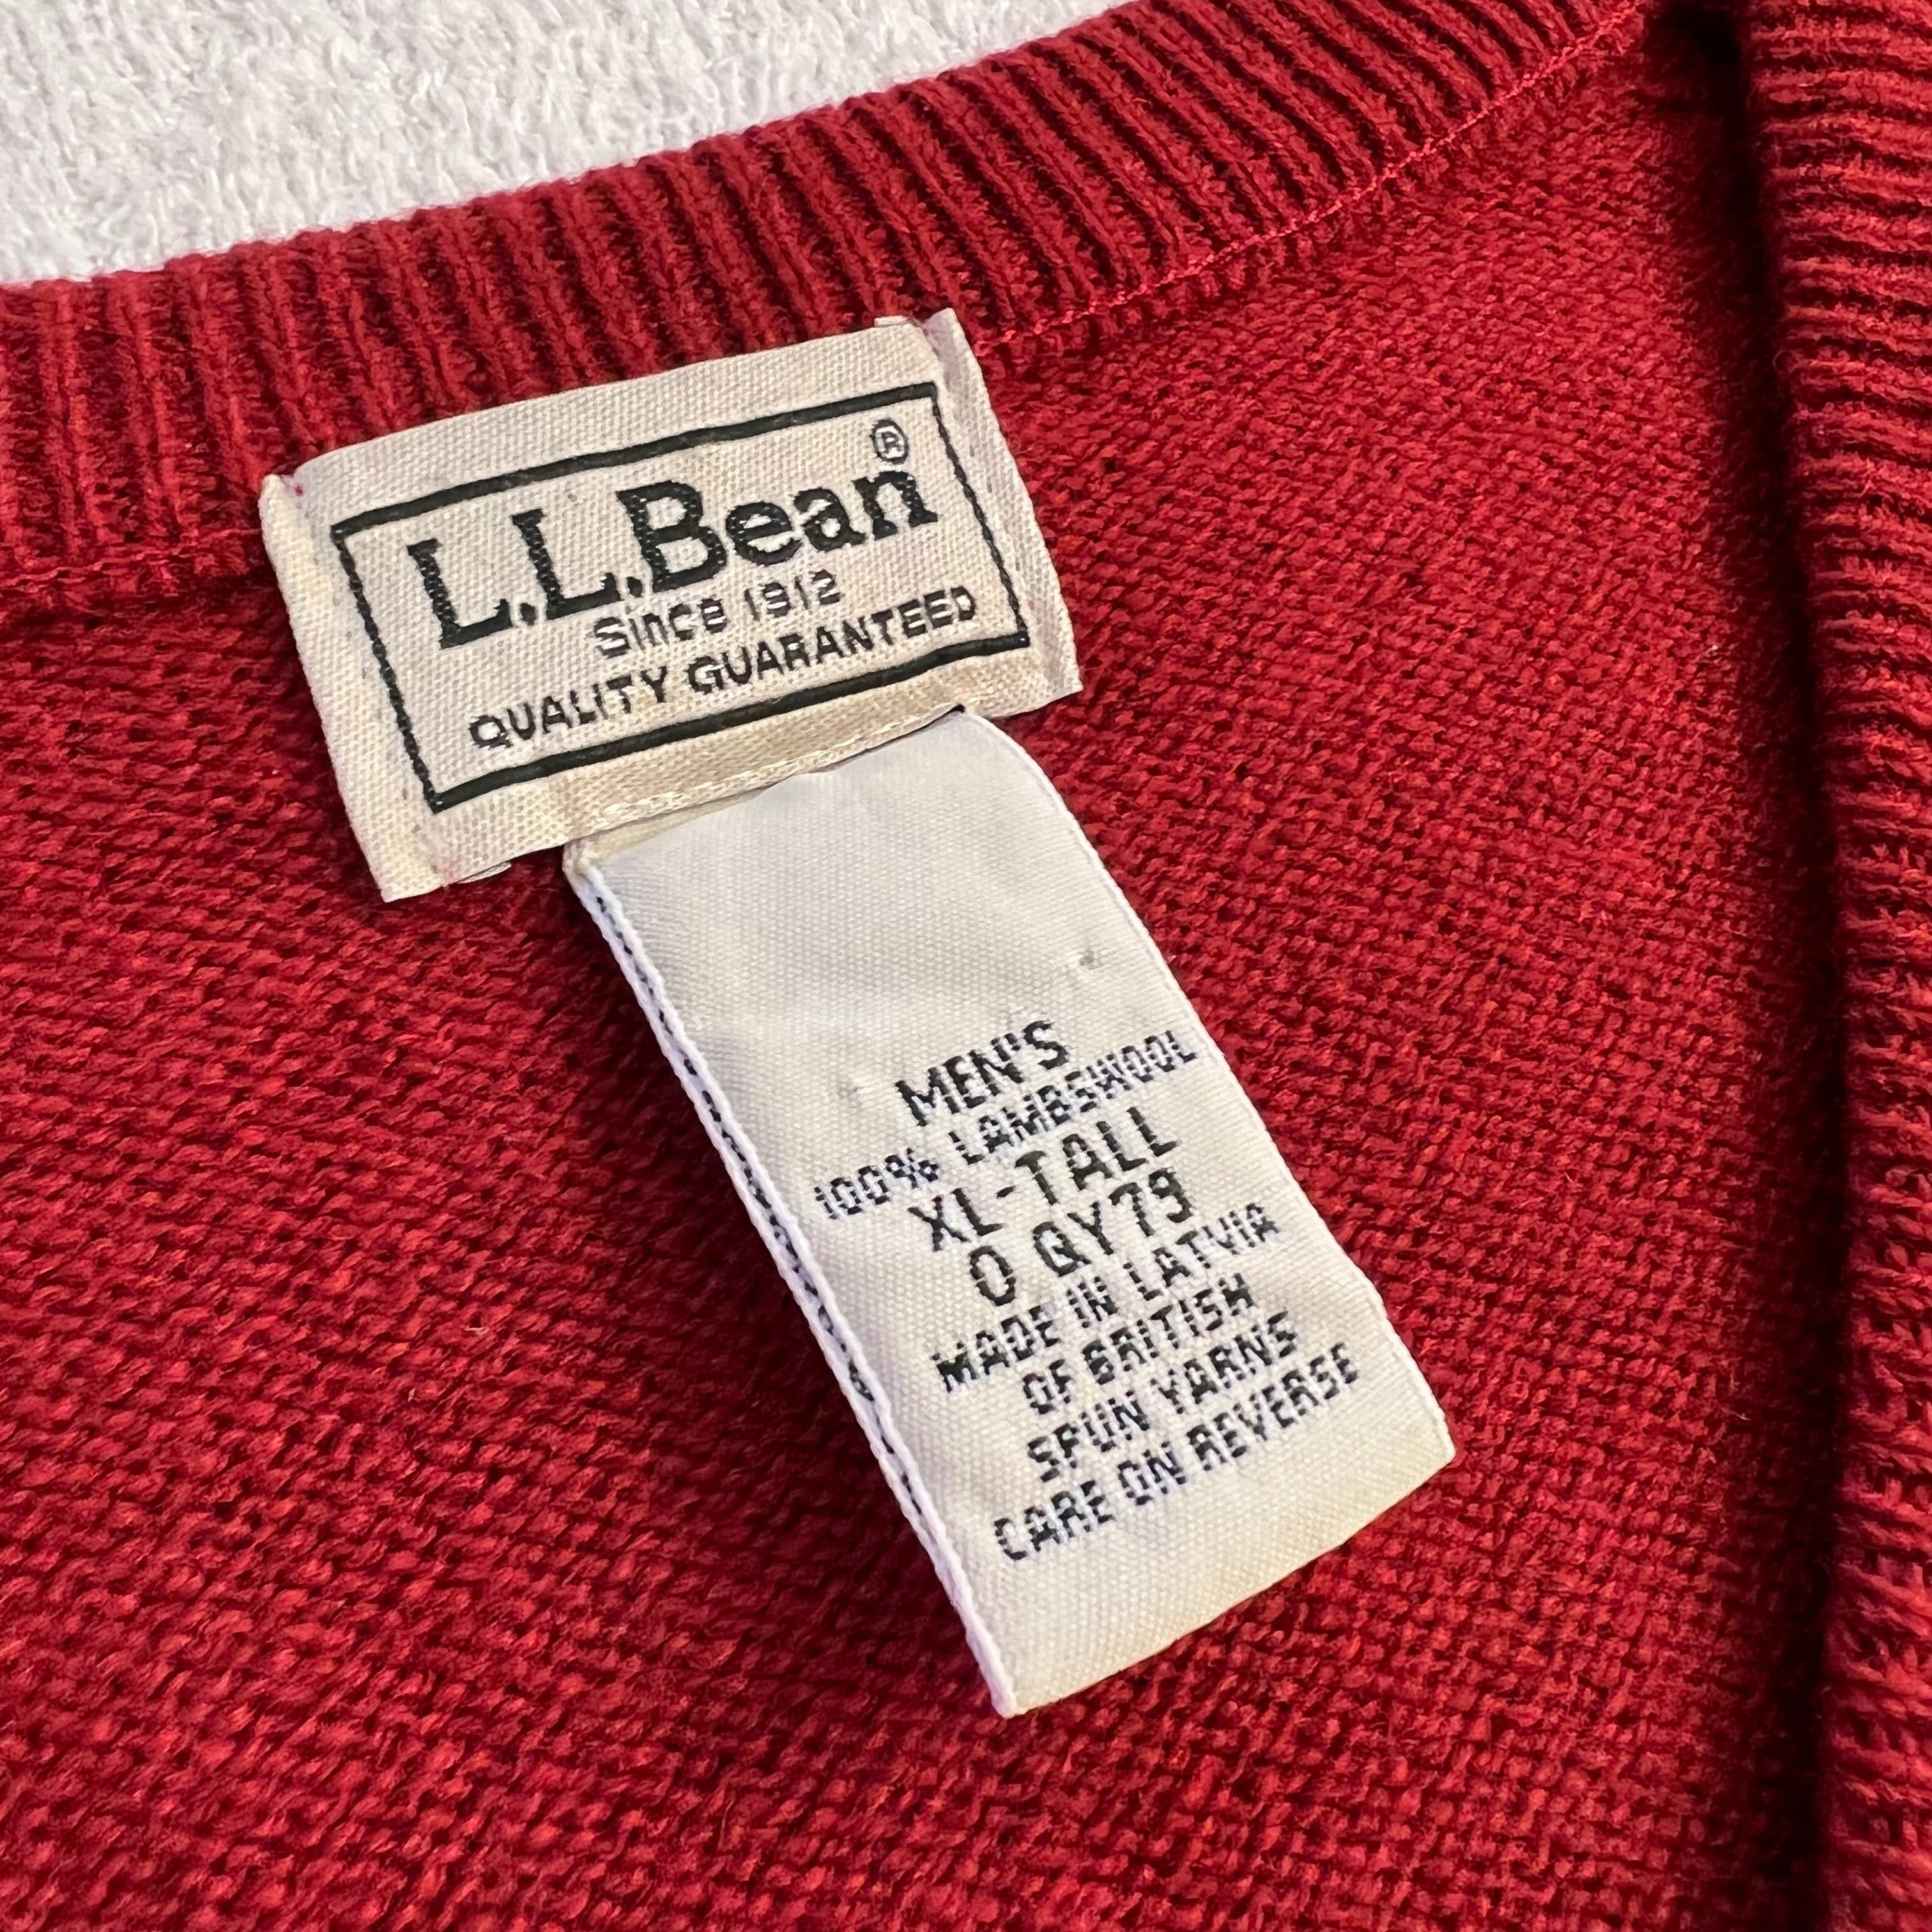 L.L.Bean®
Since 1912
QUALITY GUARANTEED
MEN'S
100% LAMBSWOOL
XL-TALL
0 QY79
MADE IN LATVIA
OF BRITISH
SPUN YARNS
CARE ON REVERSE